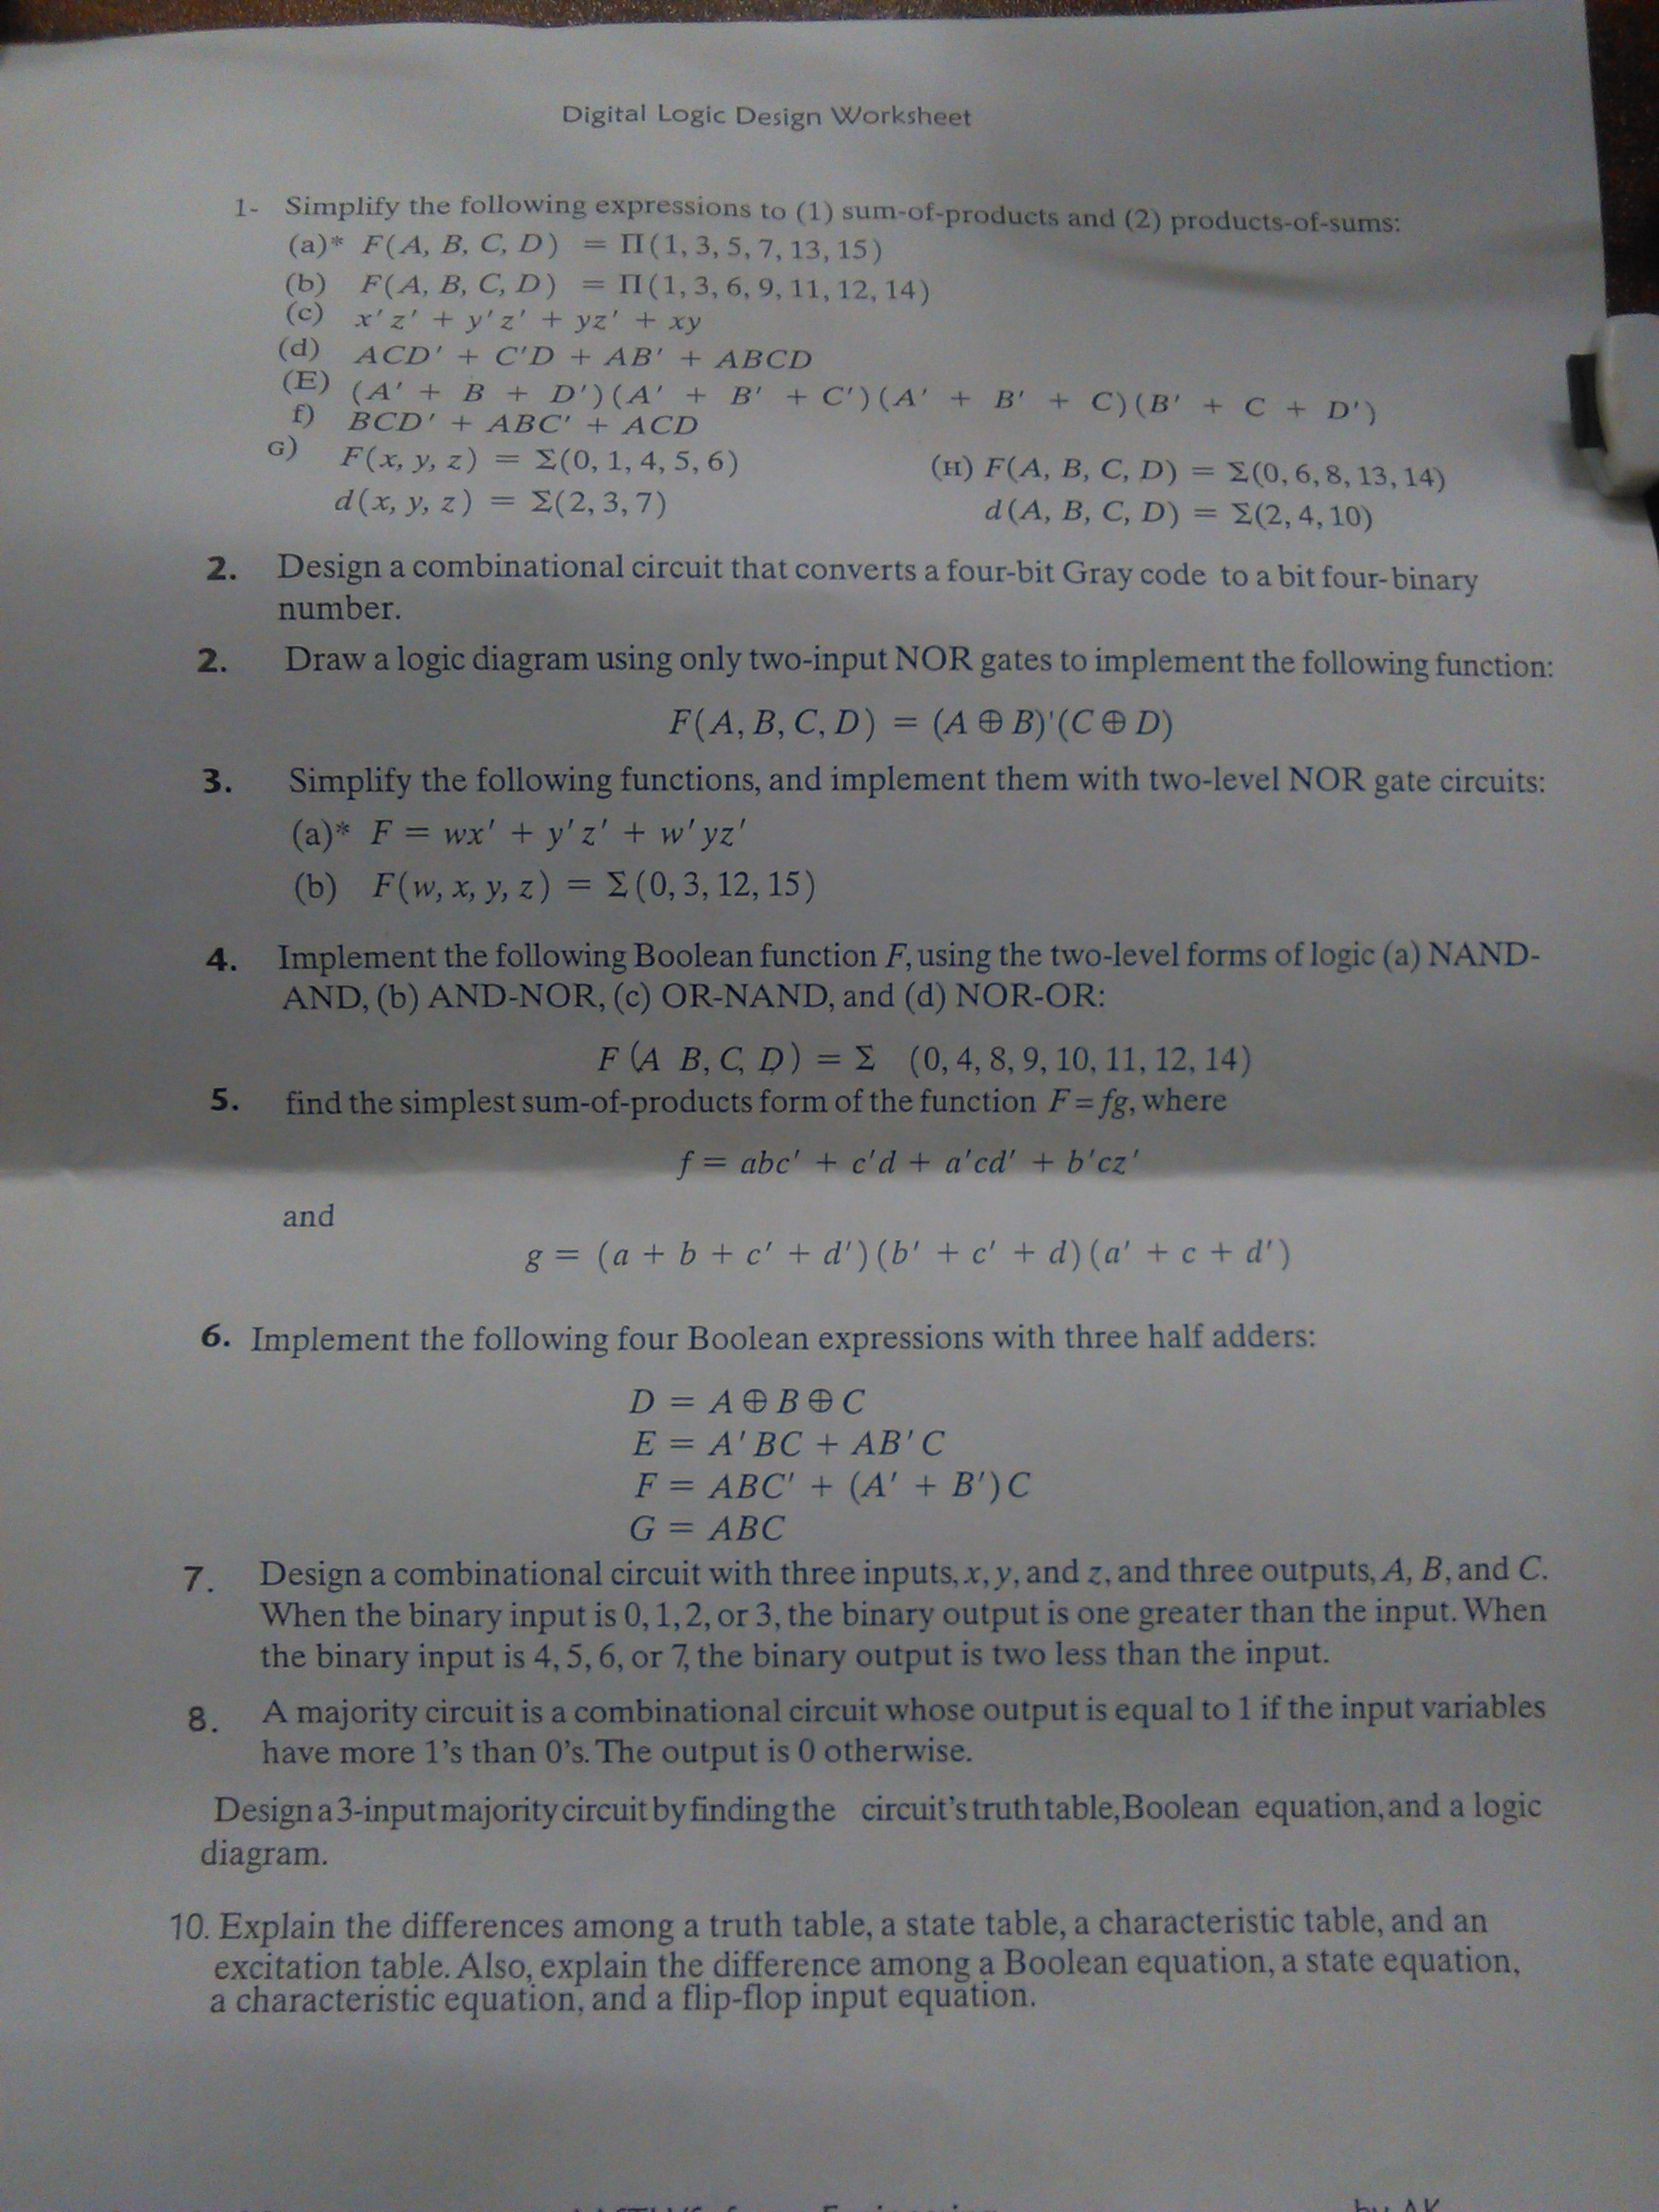 Digital Logic Design Worksheet
1- Simplify the following expressions to (1) sum-of-products and (2) products-of-sums:
(a)* F(A, B, C, D) = Π(1, 3, 5, 7, 13, 15)
(b) F(A, B, C, D) = Π(1, 3, 6, 9, 11, 12, 14)
(c) x'z' + y'z' + yz' + xy
(d) ACD' + C'D + AB' + ABCD
(E) (A' + B + D')(A' + B' + C')(A' + B' + C)(B' + C + D')
f) BCD' + ABC' + ACD
G) F(x, y, z) = Σ(0, 1, 4, 5, 6) (H) F(A, B, C, D) = Σ(0, 6, 8, 13, 14)
d(x, y, z) = Σ(2, 3, 7) d(A, B, C, D) = Σ(2, 4, 10)
2. Design a combinational circuit that converts a four-bit Gray code to a bit four-binary
number.
2. Draw a logic diagram using only two-input NOR gates to implement the following function:
F(A, B, C, D) = (A ⊕ B)'(C ⊕ D)
3. Simplify the following functions, and implement them with two-level NOR gate circuits:
(a)* F = wx' + y'z' + w'yz'
(b) F(w, x, y, z) = Σ(0, 3, 12, 15)
4. Implement the following Boolean function F, using the two-level forms of logic (a) NAND-
AND, (b) AND-NOR, (c) OR-NAND, and (d) NOR-OR:
F (A B, C, D) = Σ (0, 4, 8, 9, 10, 11, 12, 14)
5. find the simplest sum-of-products form of the function F = fg, where
f = abc' + c'd + a'cd' + b'cz'
and
g = (a + b + c' + d')(b' + c' + d)(a' + c + d')
6. Implement the following four Boolean expressions with three half adders:
D = A ⊕ B ⊕ C
E = A'BC + AB'C
F = ABC' + (A' + B')C
G = ABC
7. Design a combinational circuit with three inputs, x, y, and z, and three outputs, A, B, and C.
When the binary input is 0, 1, 2, or 3, the binary output is one greater than the input. When
the binary input is 4, 5, 6, or 7, the binary output is two less than the input.
8. A majority circuit is a combinational circuit whose output is equal to 1 if the input variables
have more 1's than 0's. The output is 0 otherwise.
Design a 3-input majority circuit by finding the circuit's truth table, Boolean equation, and a logic
diagram.
10. Explain the differences among a truth table, a state table, a characteristic table, and an
excitation table. Also, explain the difference among a Boolean equation, a state equation,
a characteristic equation, and a flip-flop input equation.
by AK